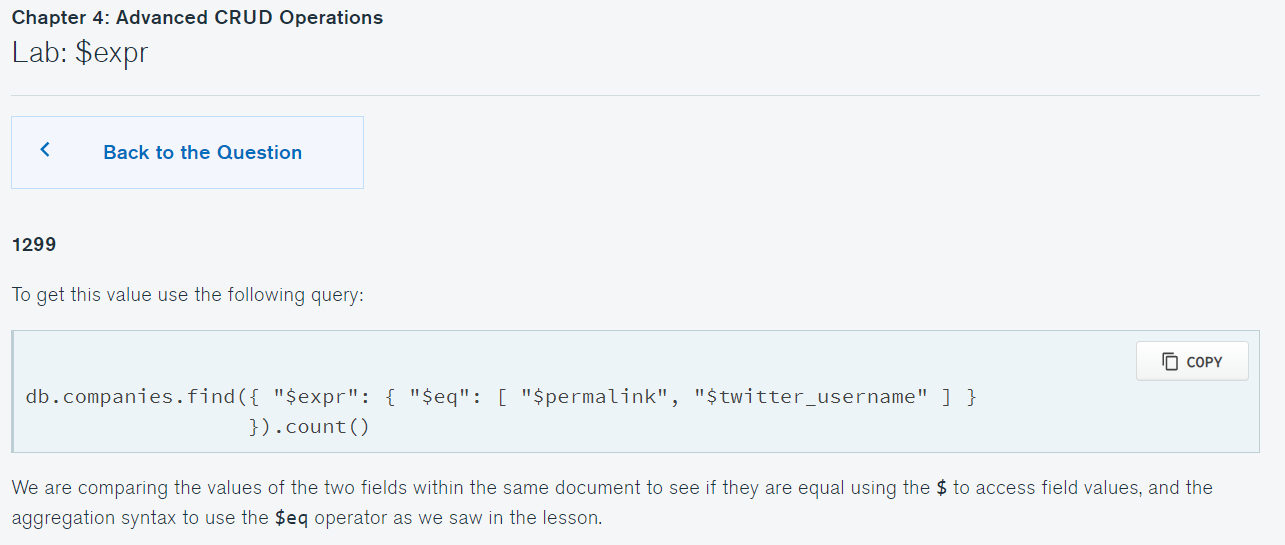 Chapter 4: Advanced CRUD Operations
Lab: $expr
Back to the Question
1299
To get this value use the following query:
COPY
db.companies.find({ "$expr": { "$eq": [ "$permalink", "$twitter_username" ] }
}).count()
We are comparing the values of the two fields within the same document to see if they are equal using the $ to access field values, and the
aggregation syntax to use the $eq operator as we saw in the lesson.